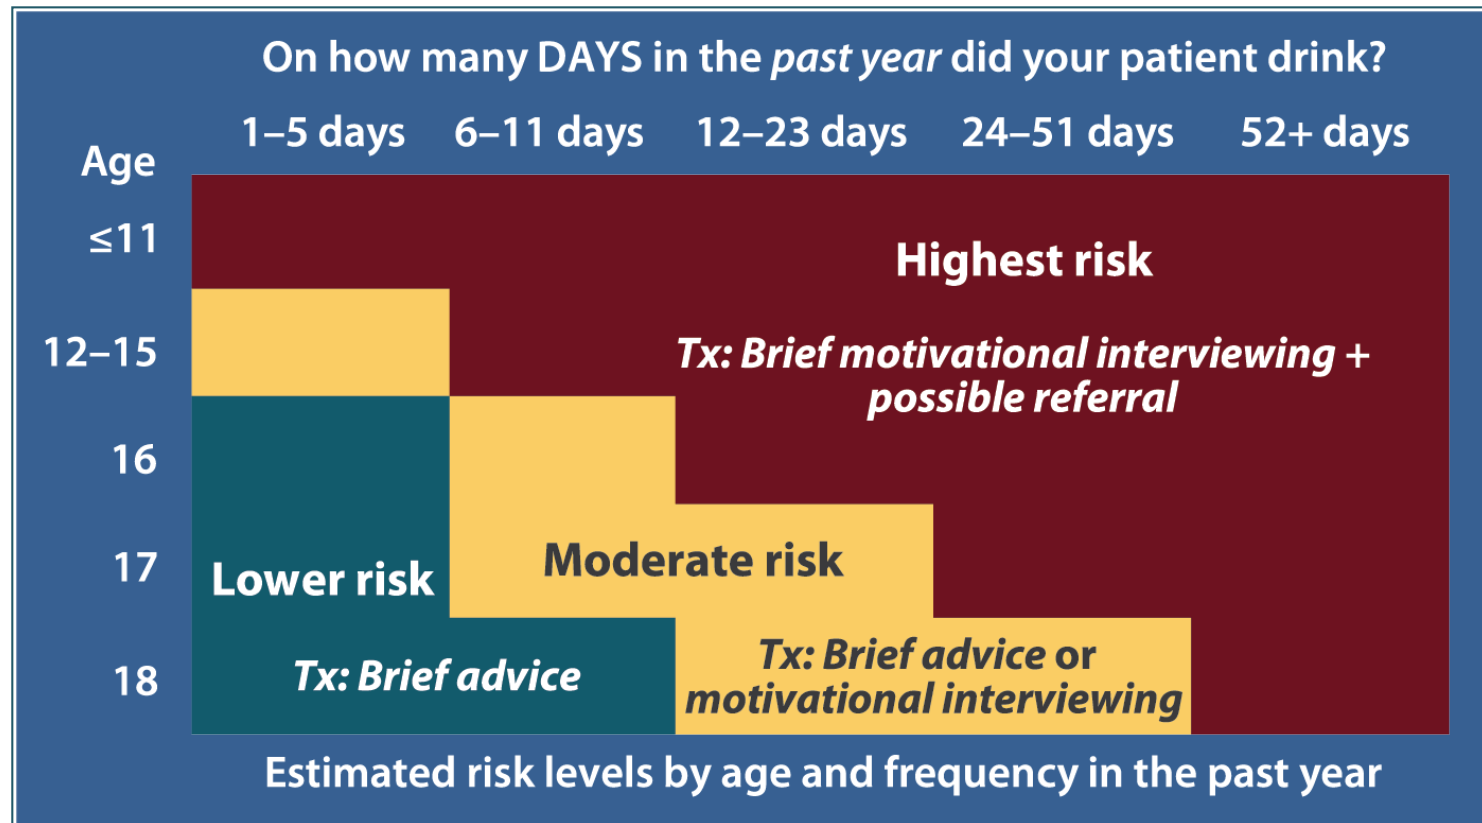 On how many DAYS in the past year did your patient drink?
Age
1–5 days 6–11 days 12–23 days 24–51 days 52+ days
≤11
Highest risk
12–15
Tx: Brief motivational interviewing +
possible referral
16
17
Lower risk
Moderate risk
18
Tx: Brief advice
Tx: Brief advice or
motivational interviewing
Estimated risk levels by age and frequency in the past year